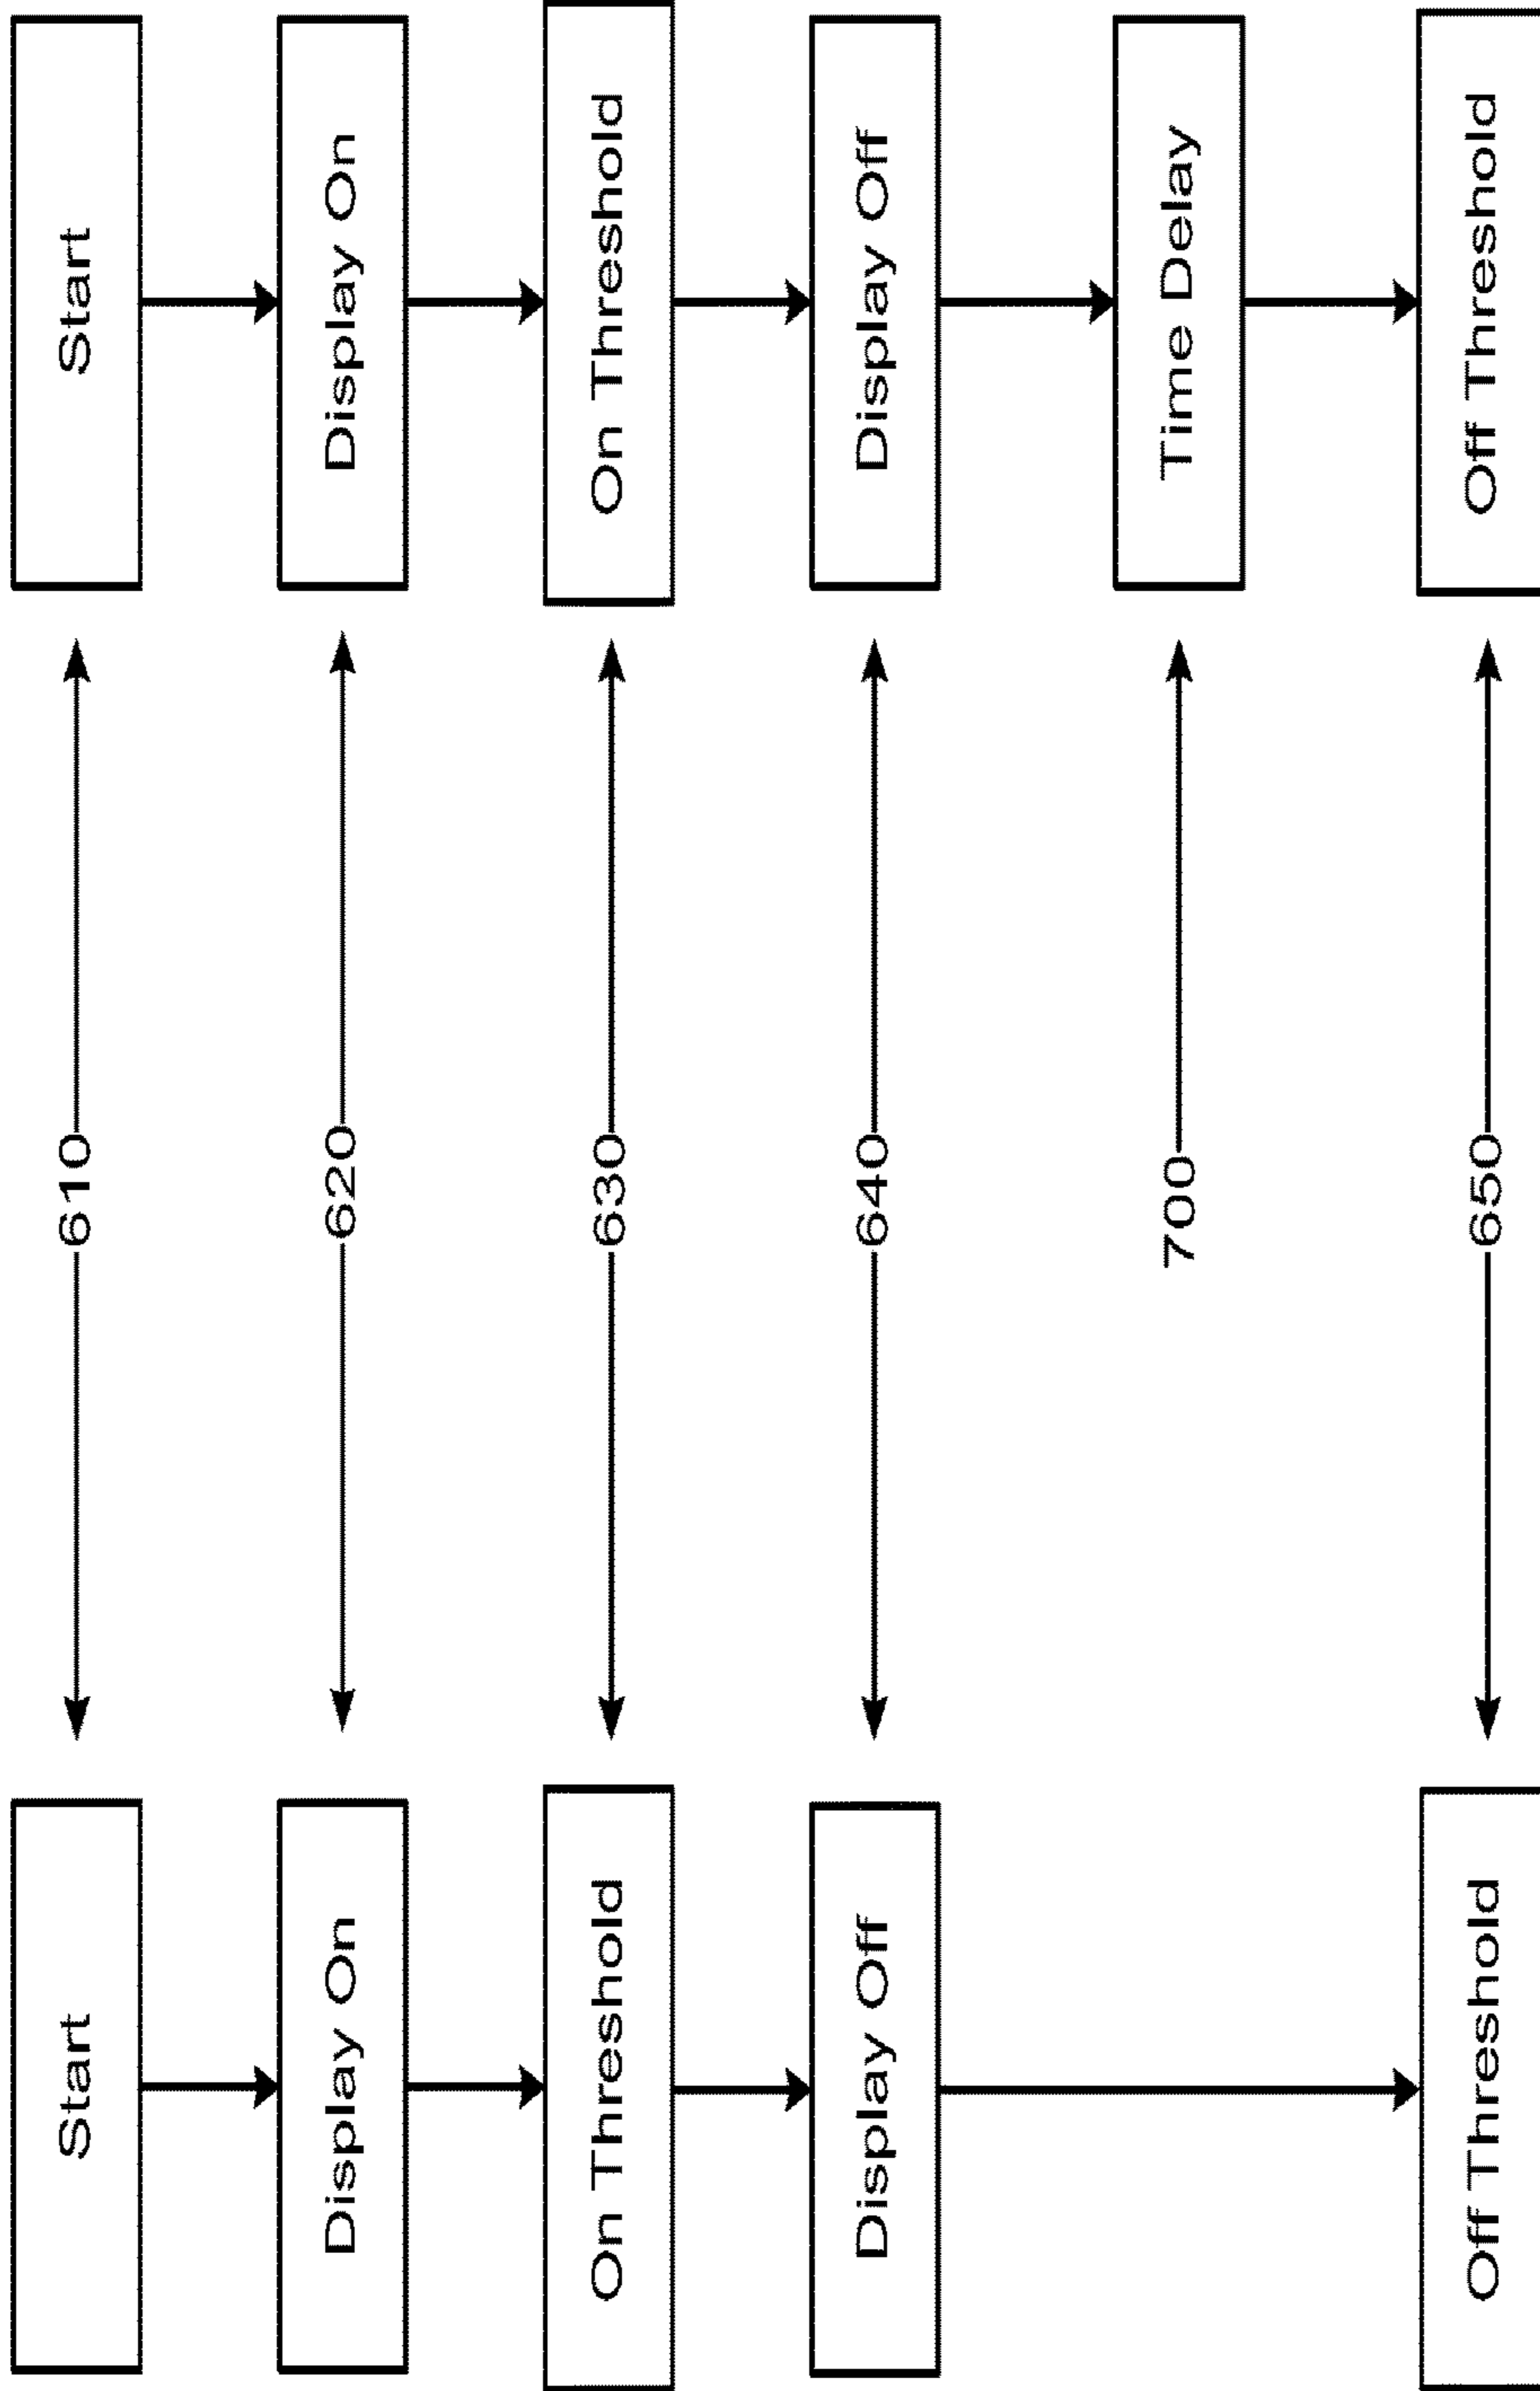 Start
610
Start
Display On
620
Display On
On Threshold
630
On Threshold
Display Off
640
Display Off
700
Time Delay
Off Threshold
650
Off Threshold